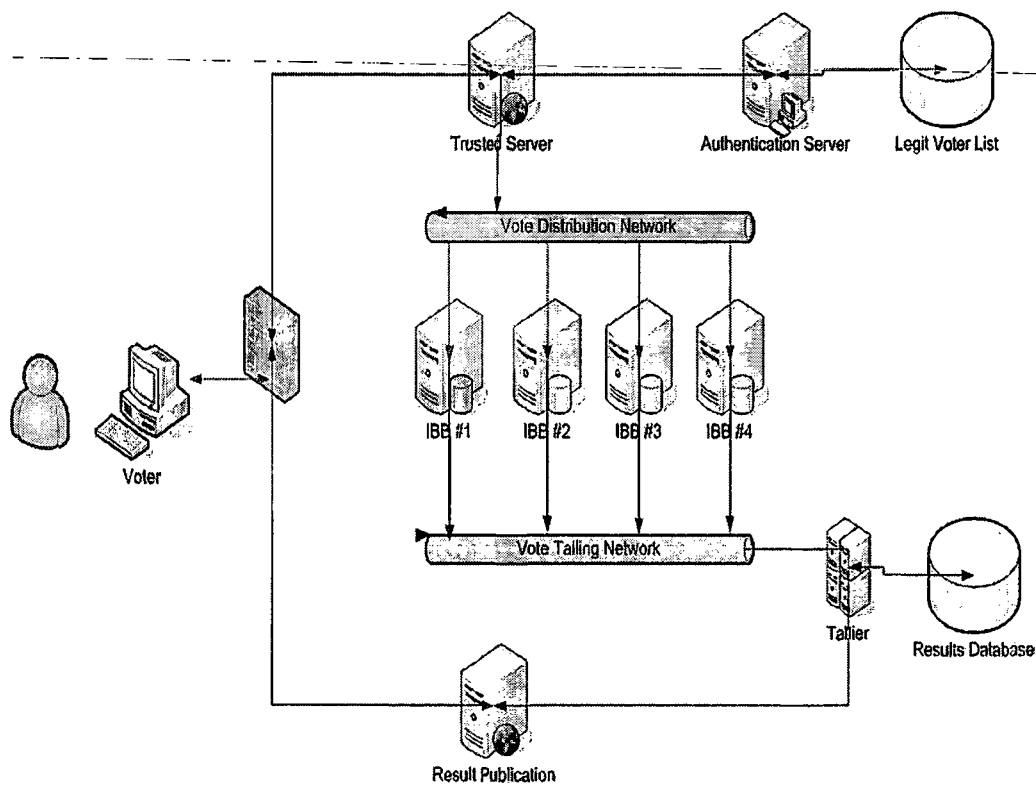 Trusted Server
Authentication Server
Legit Voter List
Vote Distribution Network
IBB #1
IBB #2
IBB #3
IBB #4
Voter
Vote Tailing Network
Tallier
Results Database
Result Publication